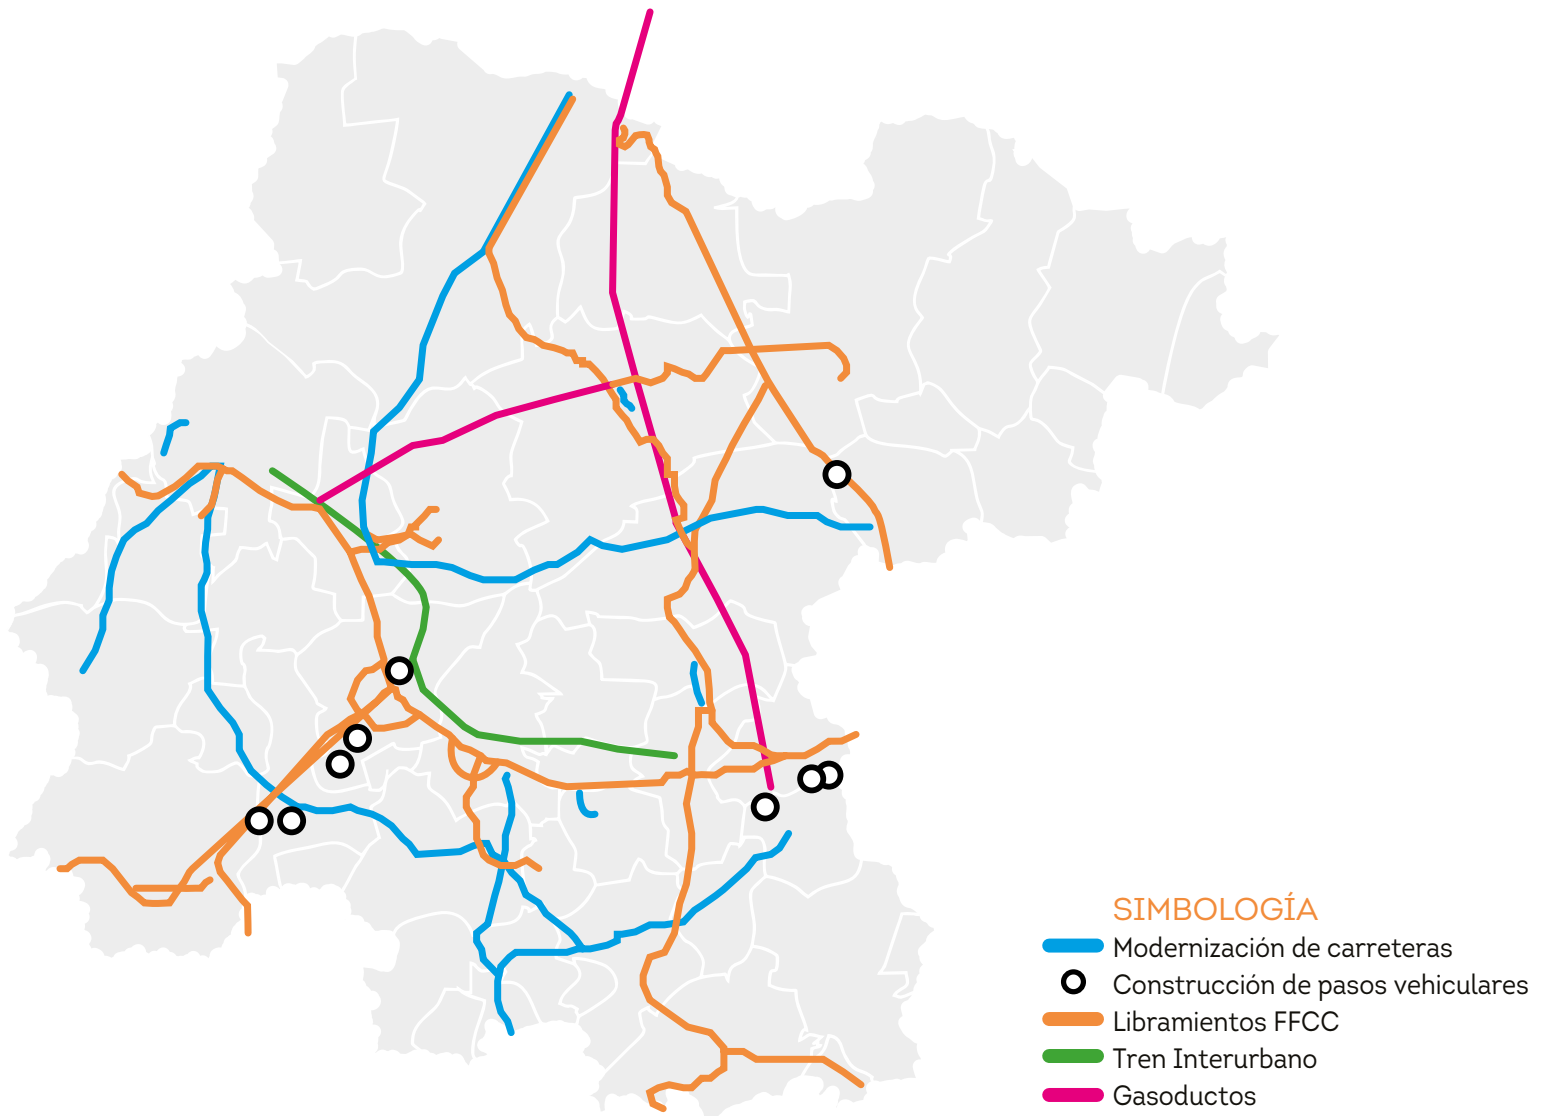 SIMBOLOGÍA
Modernización de carreteras
Construcción de pasos vehiculares
Libramientos FFCC
Tren Interurbano
Gasoductos